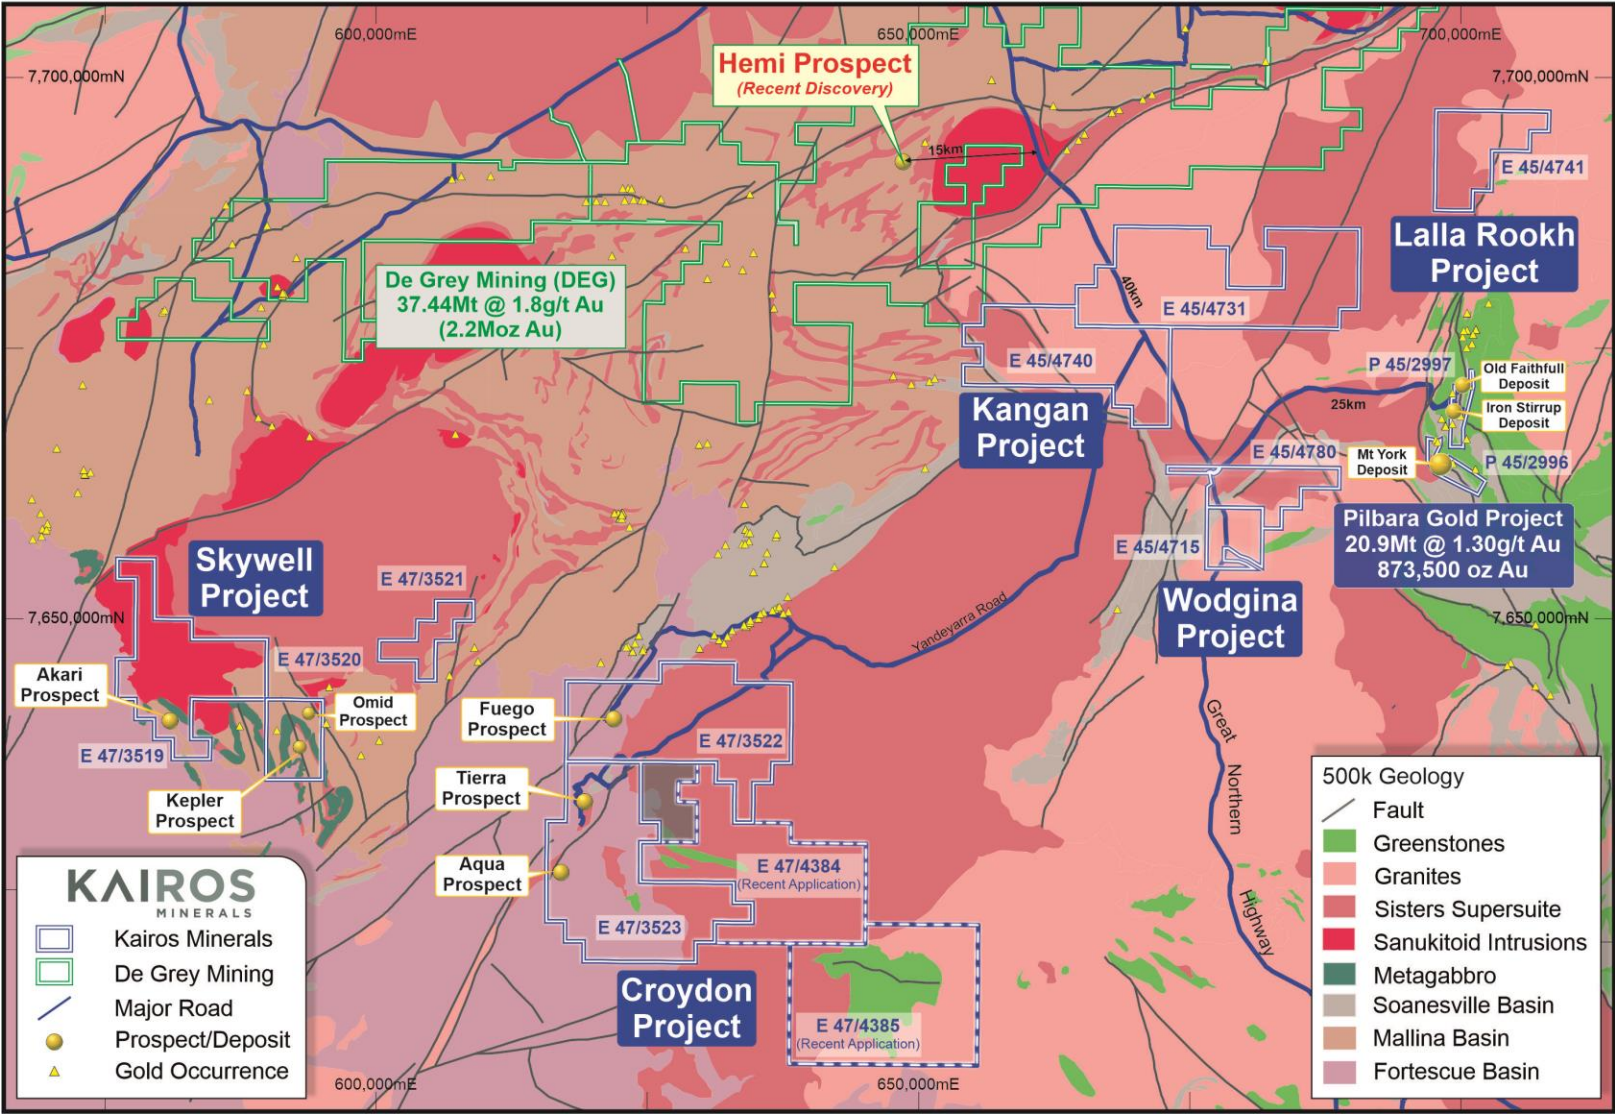 600,000mE
650,000mE
700,000mE
7,700,000mN
7,700,000mN
Hemi Prospect
(Recent Discovery)
15km
E 45/4741
Lalla Rookh
Project
De Grey Mining (DEG)
37.44Mt @ 1.8g/t Au
(2.2Moz Au)
40km
E 45/4731
E 45/4740
P 45/2997
Old Faithfull
Deposit
25km
Iron Stirrup
Deposit
Kangan
Project
E 45/4780
Mt York
Deposit
P 45/2996
Pilbara Gold Project
20.9Mt @ 1.30g/t Au
873,500 oz Au
E 45/4715
Skywell
Project
E 47/3521
Wodgina
Project
7,650,000mN
7,650,000mN
Yandeyarra Road
E 47/3520
Akari
Prospect
Omid
Prospect
Fuego
Prospect
E 47/3522
E 47/3519
Great Northern Highway
Tierra
Prospect
Kepler
Prospect
Aqua
Prospect
E 47/4384
(Recent Application)
E 47/3523
Croydon
Project
E 47/4385
(Recent Application)
600,000mE
650,000mE
KAIROS
MINERALS
Kairos Minerals
De Grey Mining
Major Road
Prospect/Deposit
Gold Occurrence
500k Geology
Fault
Greenstones
Granites
Sisters Supersuite
Sanukitoid Intrusions
Metagabbro
Soanesville Basin
Mallina Basin
Fortescue Basin